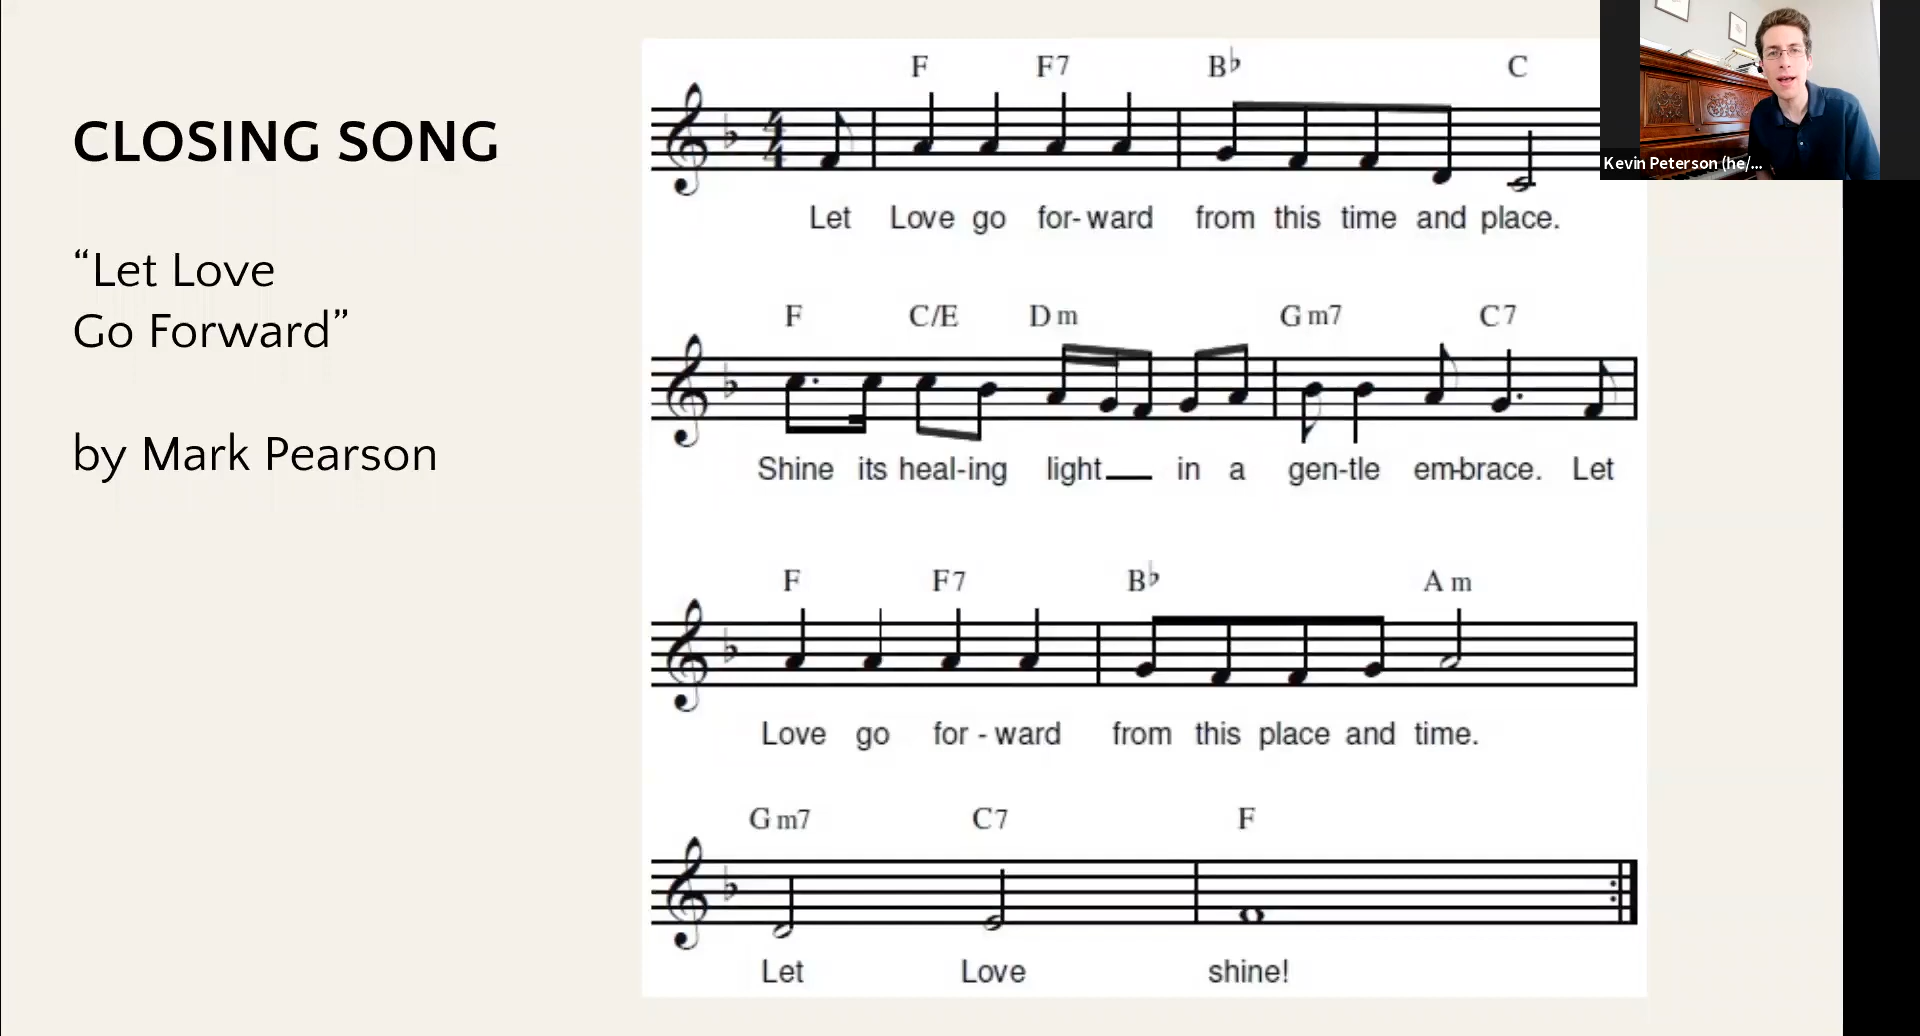 CLOSING SONG
“Let Love
Go Forward”
by Mark Pearson
F F7 B♭ C
4
4
Let Love go for- ward from this time and place.
F C/E Dm Gm7 C7
Shine its heal-ing light in a gen-tle em-brace. Let
F F7 B♭ Am
Love go for - ward from this place and time.
Gm7 C7 F
Let Love shine!
Kevin Peterson (he/...